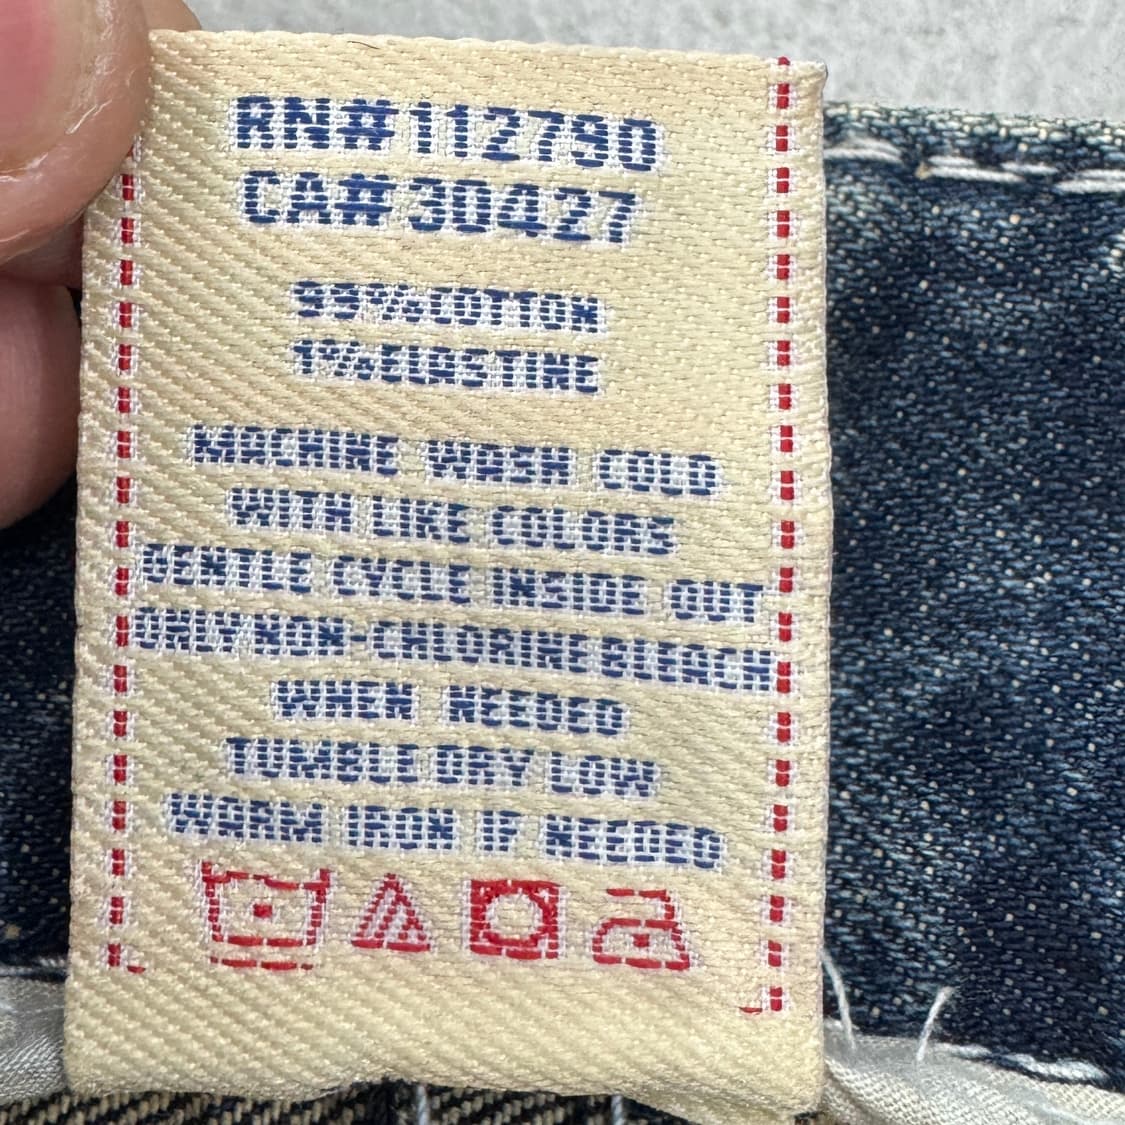 RN#112790
CA#30427
99%COTTON
1%ELASTINE
MACHINE WASH COLD
WITH LIKE COLORS
GENTLE CYCLE INSIDE OUT
ONLY NON-CHLORINE BLEACH
WHEN NEEDED
TUMBLE DRY LOW
WARM IRON IF NEEDED